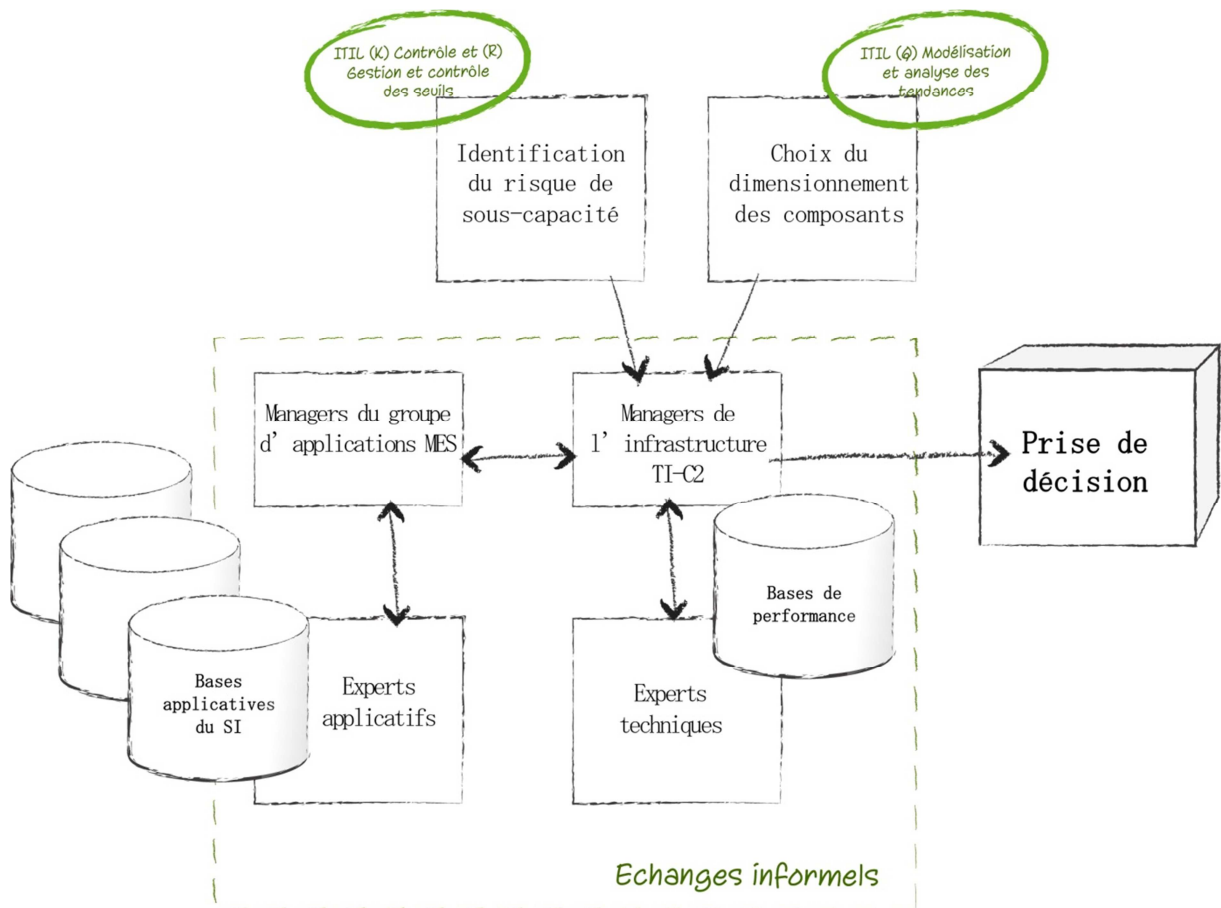 ITIL (K) Contrôle et (R)
Gestion et contrôle
des seuils
ITIL (Q) Modélisation
et analyse des
tendances
Identification
du risque de
sous-capacité
Choix du
dimensionnement
des composants
Managers du groupe
d’applications MES
Managers de
l’infrastructure
TI-C2
Prise de
décision
Bases de
performance
Bases
applicatives
du SI
Experts
applicatifs
Experts
techniques
Echanges informels